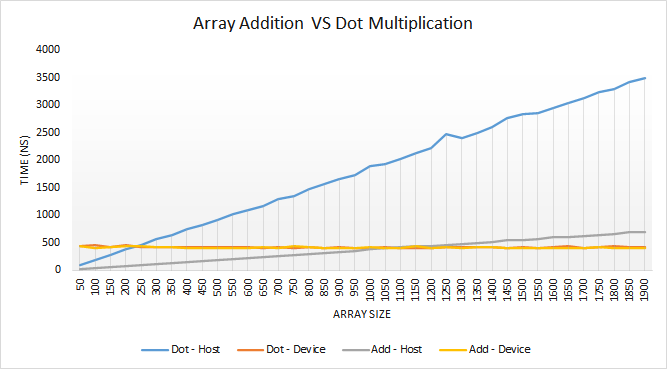 Array Addition VS Dot Multiplication
4000
3500
3000
2500
2000
1500
1000
500
0
TIME (NS)
50 100 150 200 250 300 350 400 450 500 550 600 650 700 750 800 850 900 950 1000 1050 1100 1150 1200 1250 1300 1350 1400 1450 1500 1550 1600 1650 1700 1750 1800 1850 1900
ARRAY SIZE
Dot - Host Dot - Device Add - Host Add - Device